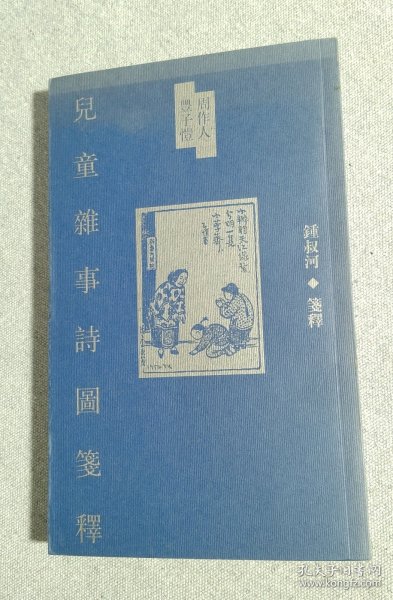 兒童雜事詩圖箋釋
周作人
豐子愷
鍾叔河 箋釋
孔夫子旧书网
www.kongfz.com